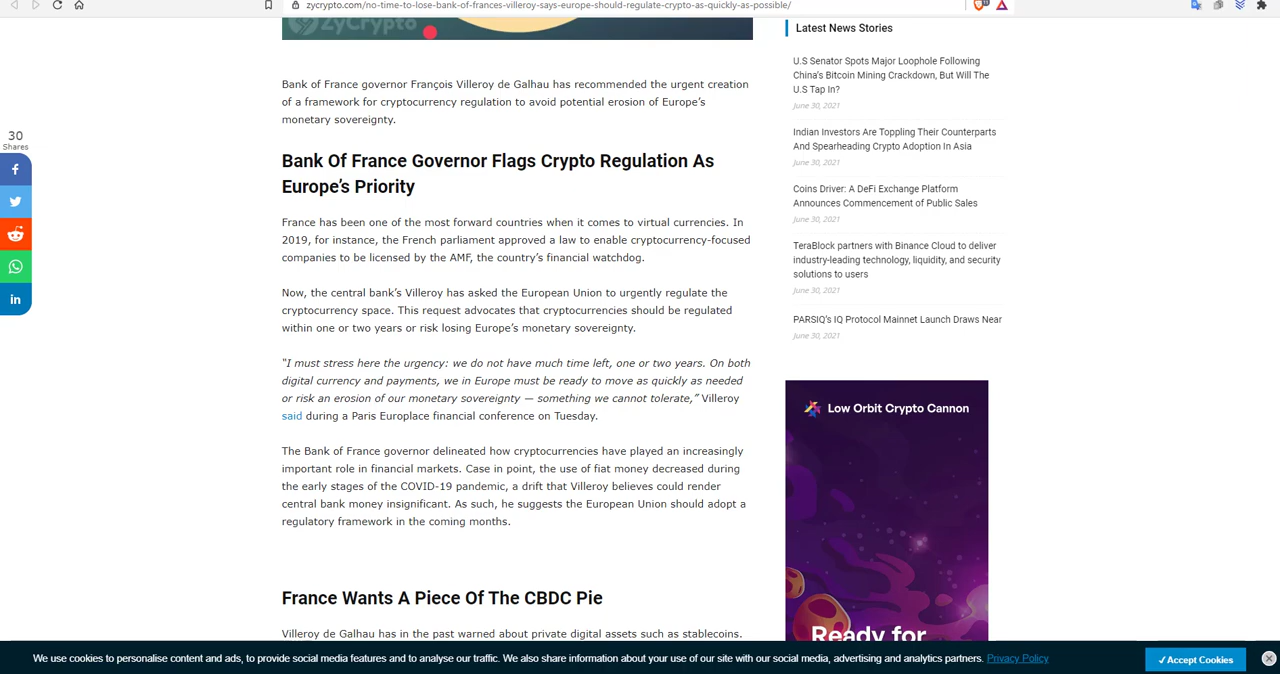 zycrypto.com/no-time-to-lose-bank-of-frances-villeroy-says-europe-should-regulate-crypto-as-quickly-as-possible/
ZyCrypto
Bank of France governor François Villeroy de Galhau has recommended the urgent creation
of a framework for cryptocurrency regulation to avoid potential erosion of Europe's
monetary sovereignty.
30
Shares
Bank Of France Governor Flags Crypto Regulation As
Europe's Priority
France has been one of the most forward countries when it comes to virtual currencies. In
2019, for instance, the French parliament approved a law to enable cryptocurrency-focused
companies to be licensed by the AMF, the country's financial watchdog.
Now, the central bank's Villeroy has asked the European Union to urgently regulate the
cryptocurrency space. This request advocates that cryptocurrencies should be regulated
within one or two years or risk losing Europe's monetary sovereignty.
"I must stress here the urgency: we do not have much time left, one or two years. On both
digital currency and payments, we in Europe must be ready to move as quickly as needed
or risk an erosion of our monetary sovereignty — something we cannot tolerate," Villeroy
said during a Paris Europlace financial conference on Tuesday.
The Bank of France governor delineated how cryptocurrencies have played an increasingly
important role in financial markets. Case in point, the use of fiat money decreased during
the early stages of the COVID-19 pandemic, a drift that Villeroy believes could render
central bank money insignificant. As such, he suggests the European Union should adopt a
regulatory framework in the coming months.
France Wants A Piece Of The CBDC Pie
Villeroy de Galhau has in the past warned about private digital assets such as stablecoins.
Latest News Stories
U.S Senator Spots Major Loophole Following
China's Bitcoin Mining Crackdown, But Will The
U.S Tap In?
June 30, 2021
Indian Investors Are Toppling Their Counterparts
And Spearheading Crypto Adoption In Asia
June 30, 2021
Coins Driver: A DeFi Exchange Platform
Announces Commencement of Public Sales
June 30, 2021
TeraBlock partners with Binance Cloud to deliver
industry-leading technology, liquidity, and security
solutions to users
June 30, 2021
PARSIQ's IQ Protocol Mainnet Launch Draws Near
June 30, 2021
Low Orbit Crypto Cannon
Ready for
We use cookies to personalise content and ads, to provide social media features and to analyse our traffic. We also share information about your use of our site with our social media, advertising and analytics partners. Privacy Policy
✓Accept Cookies